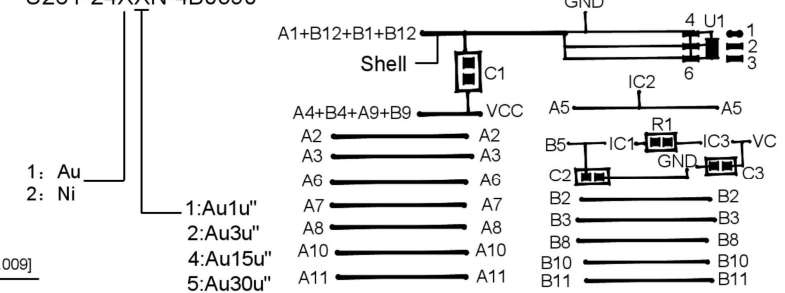 GND
A1+B12+B1+B12
4 U1 1
2
Shell
6 3
C1
IC2
A4+B4+A9+B9 VCC
A5 A5
A2 A2
R1
B5 IC1 IC3 VC
A3 A3
GND
1: Au
C2 C3
A6 A6
2: Ni
B2 B2
1:Au1u"
A7 A7
B3 B3
2:Au3u"
A8 A8
B8 B8
4:Au15u"
A10 A10
B10 B10
.009]
5:Au30u"
A11 A11
B11 B11